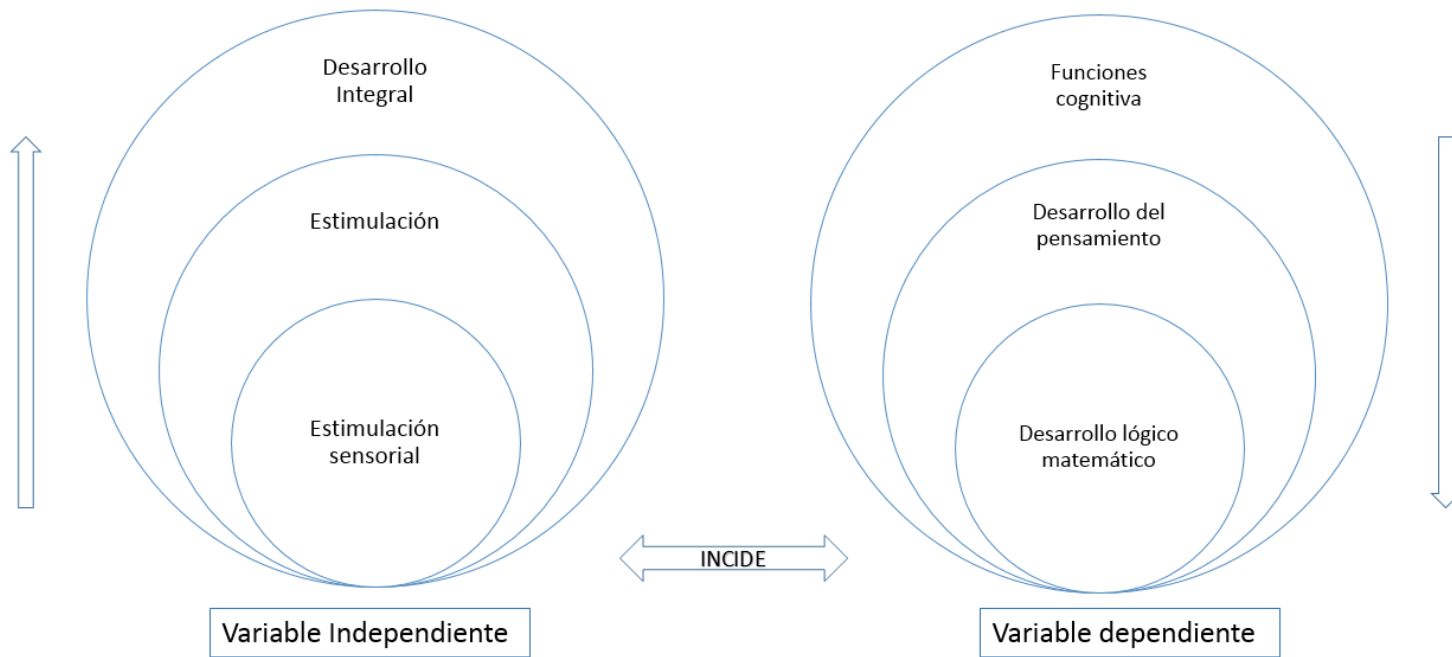 Desarrollo
Integral
Estimulación
Estimulación
sensorial
Funciones
cognitiva
Desarrollo del
pensamiento
Desarrollo lógico
matemático
INCIDE
Variable Independiente
Variable dependiente